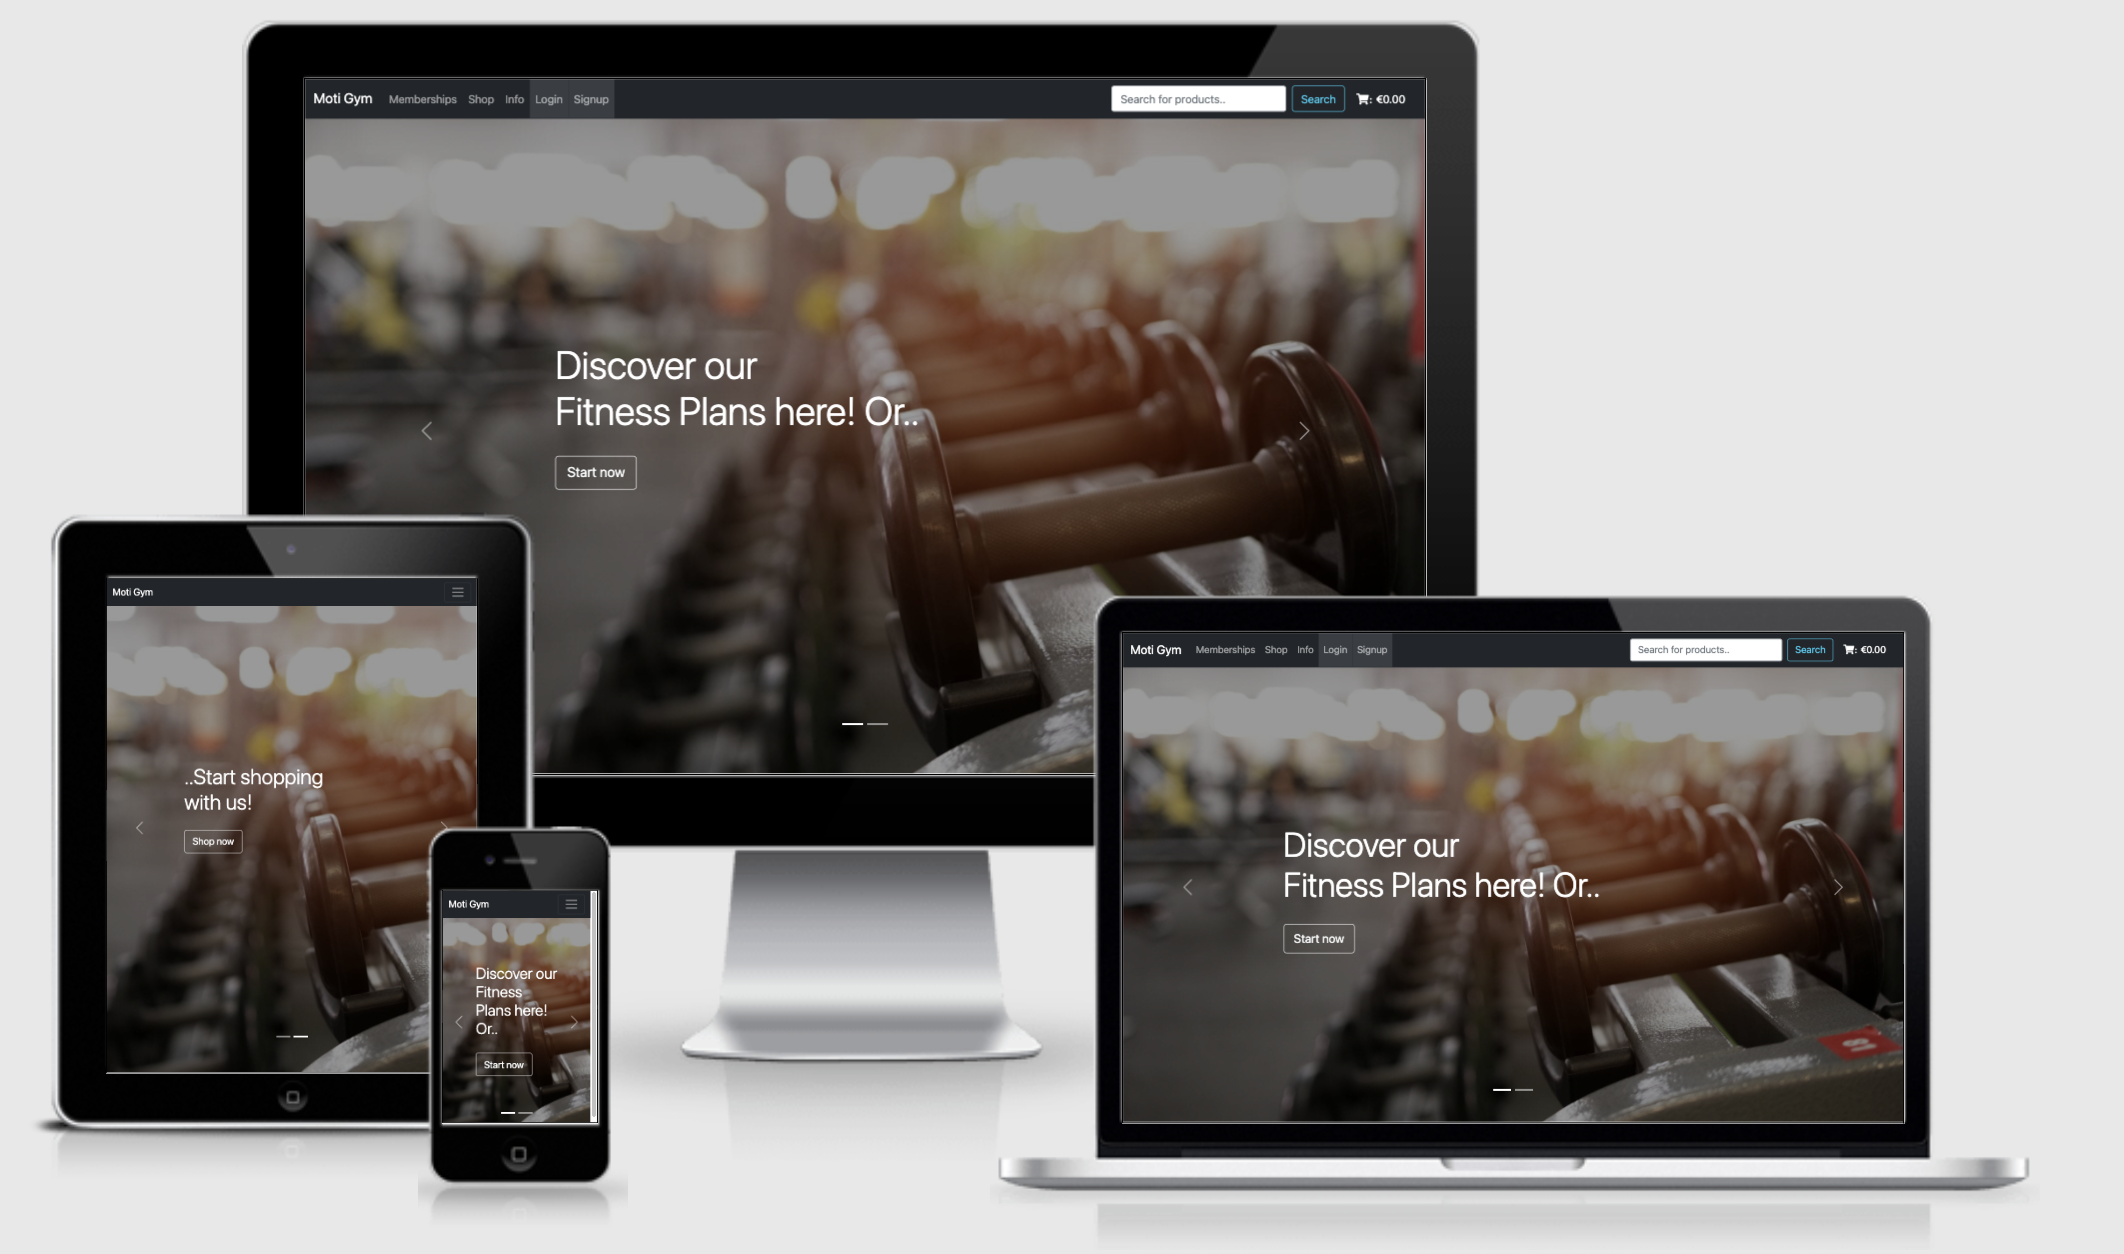 Moti Gym Memberships Shop Info Login Signup Search for products.. Search : €0.00
Discover our
Fitness Plans here! Or..
Start now
Moti Gym
..Start shopping
with us!
Shop now
Moti Gym
Discover our
Fitness
Plans here!
Or..
Start now
Moti Gym Memberships Shop Info Login Signup Search for products.. Search : €0.00
Discover our
Fitness Plans here! Or..
Start now